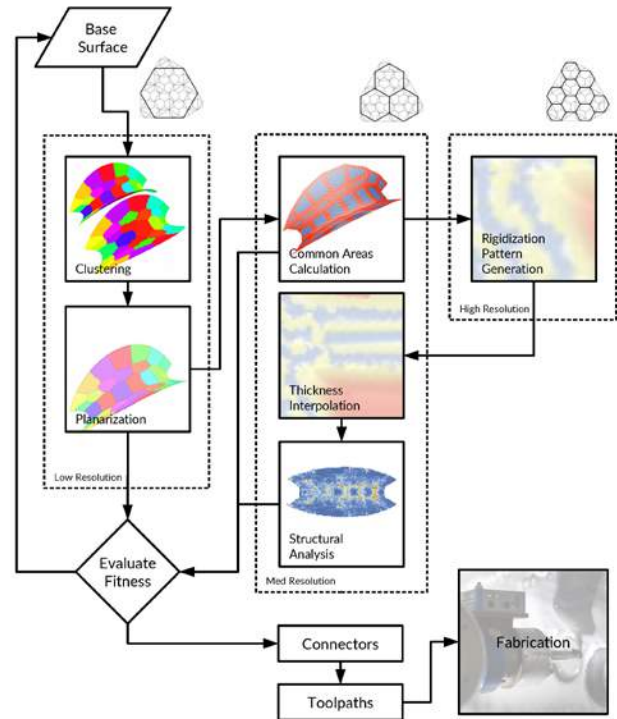 Base
Surface
Clustering
Planarization
Low Resolution
Common Areas
Calculation
Thickness
Interpolation
Structural
Analysis
Med Resolution
Rigidization
Pattern
Generation
High Resolution
Evaluate
Fitness
Connectors
Toolpaths
Fabrication